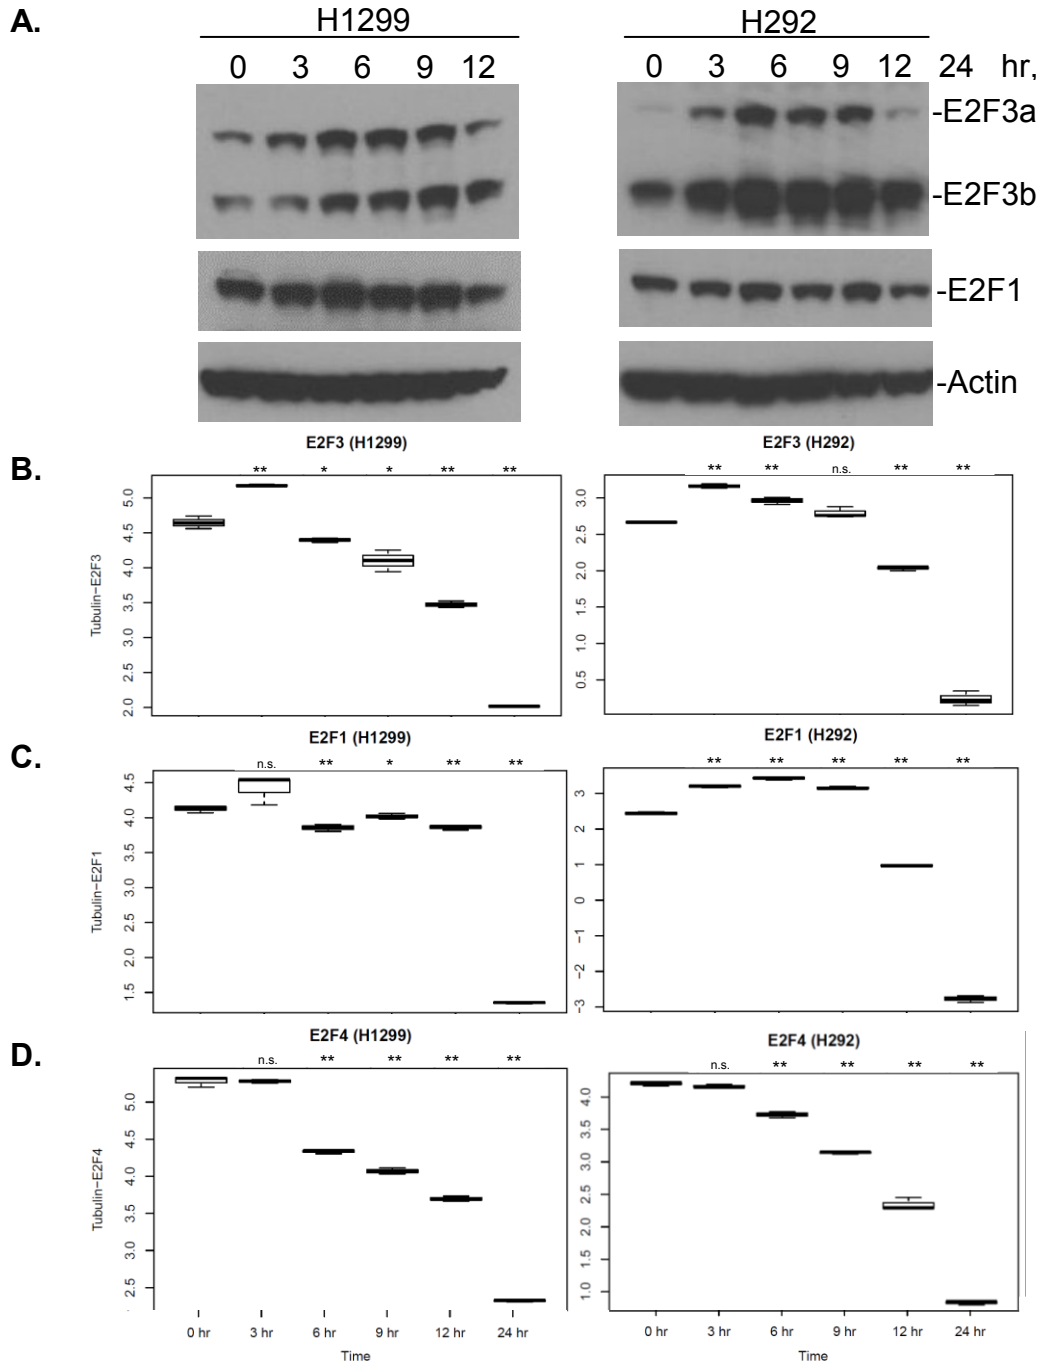 A.
H1299
H292
0 3 6 9 12
0 3 6 9 12 24 hr,
-E2F3a
-E2F3b
-E2F1
-Actin
B.
E2F3 (H1299)
** * * ** **
5.0
4.5
4.0
3.5
3.0
2.5
2.0
Tubulin−E2F3
E2F3 (H292)
** ** n.s. ** **
3.0
2.5
2.0
1.5
1.0
0.5
C.
E2F1 (H1299)
n.s. ** * ** **
4.5
4.0
3.5
3.0
2.5
2.0
1.5
Tubulin−E2F1
E2F1 (H292)
** ** ** ** **
3
2
1
0
−1
−2
−3
D.
E2F4 (H1299)
n.s. ** ** ** **
5.0
4.5
4.0
3.5
3.0
2.5
Tubulin−E2F4
0 hr 3 hr 6 hr 9 hr 12 hr 24 hr
Time
E2F4 (H292)
n.s. ** ** ** **
4.0
3.5
3.0
2.5
2.0
1.5
1.0
0 hr 3 hr 6 hr 9 hr 12 hr 24 hr
Time